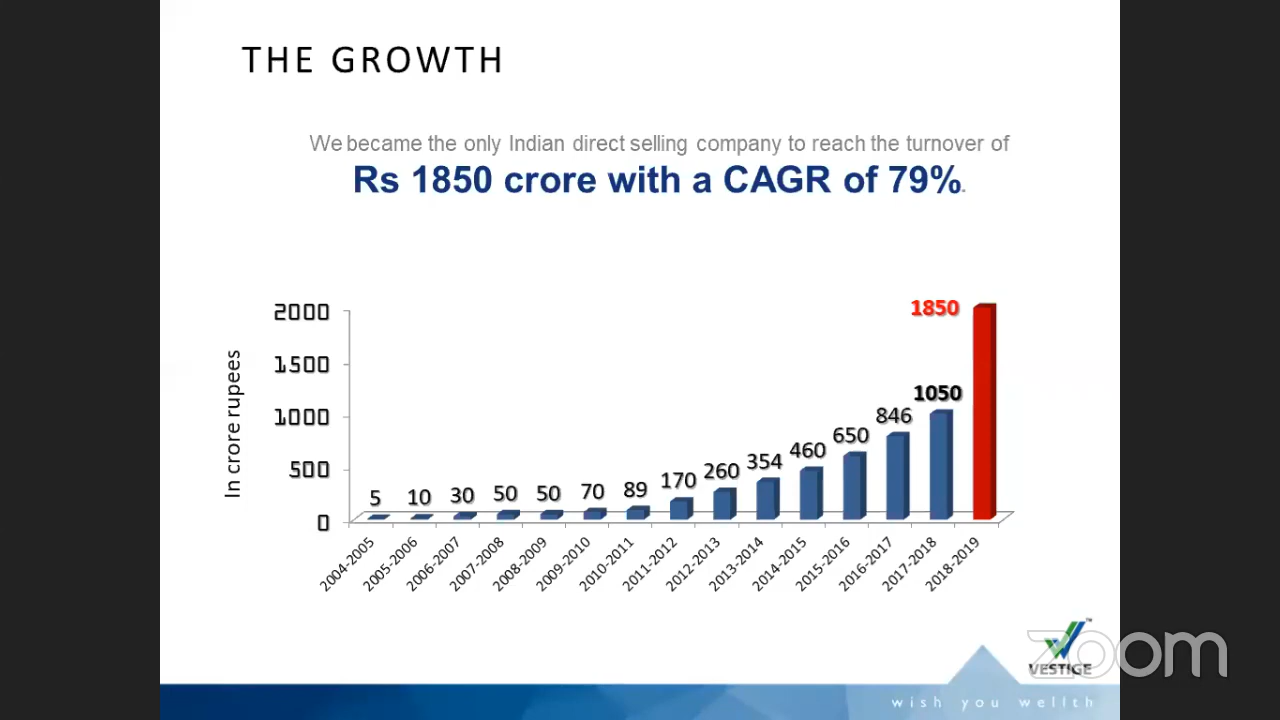 THE GROWTH
We became the only Indian direct selling company to reach the turnover of
Rs 1850 crore with a CAGR of 79%.
In crore rupees
2000
1500
1000
500
0
5 10 30 50 50 70 89 170 260 354 460 650 846 1050 1850
2004-2005 2005-2006 2006-2007 2007-2008 2008-2009 2009-2010 2010-2011 2011-2012 2012-2013 2013-2014 2014-2015 2015-2016 2016-2017 2017-2018 2018-2019
TM
VESTIGE
zoom
wish you wellth